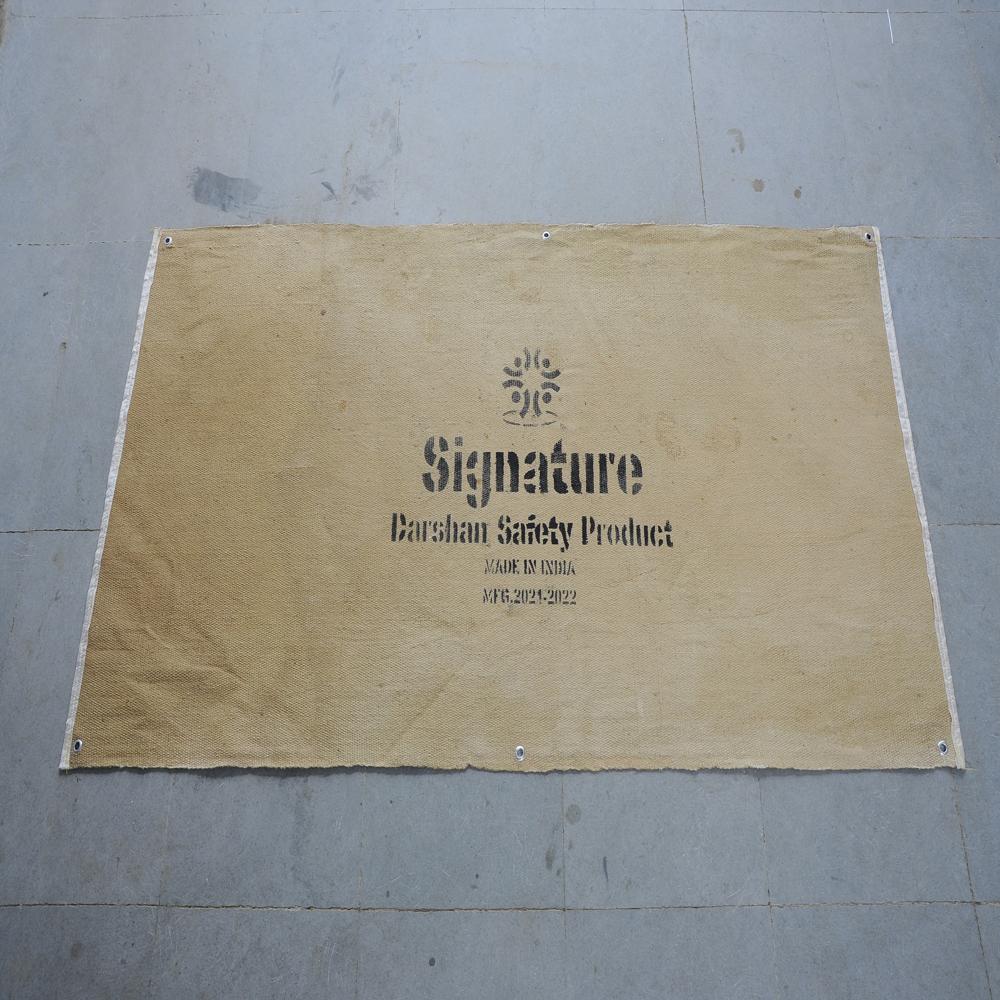 Signature
Darshan Safety Product
MADE IN INDIA
MFG.2021-2022